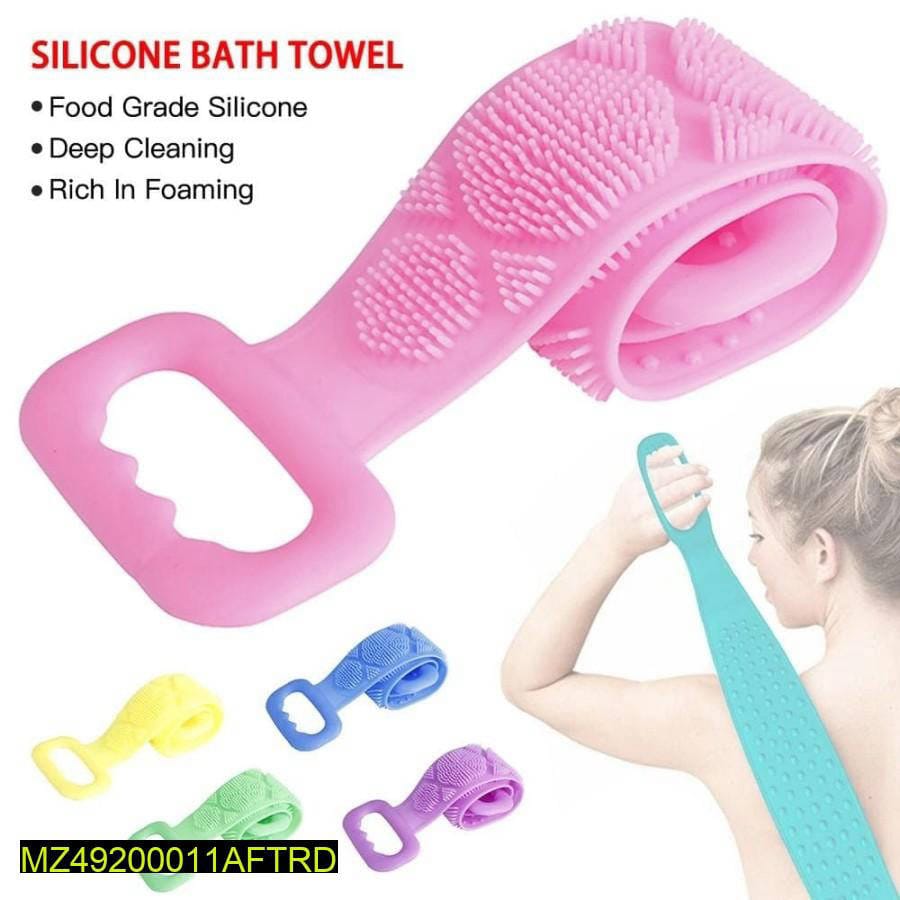 SILICONE BATH TOWEL
• Food Grade Silicone
• Deep Cleaning
• Rich In Foaming
MZ49200011AFTRD